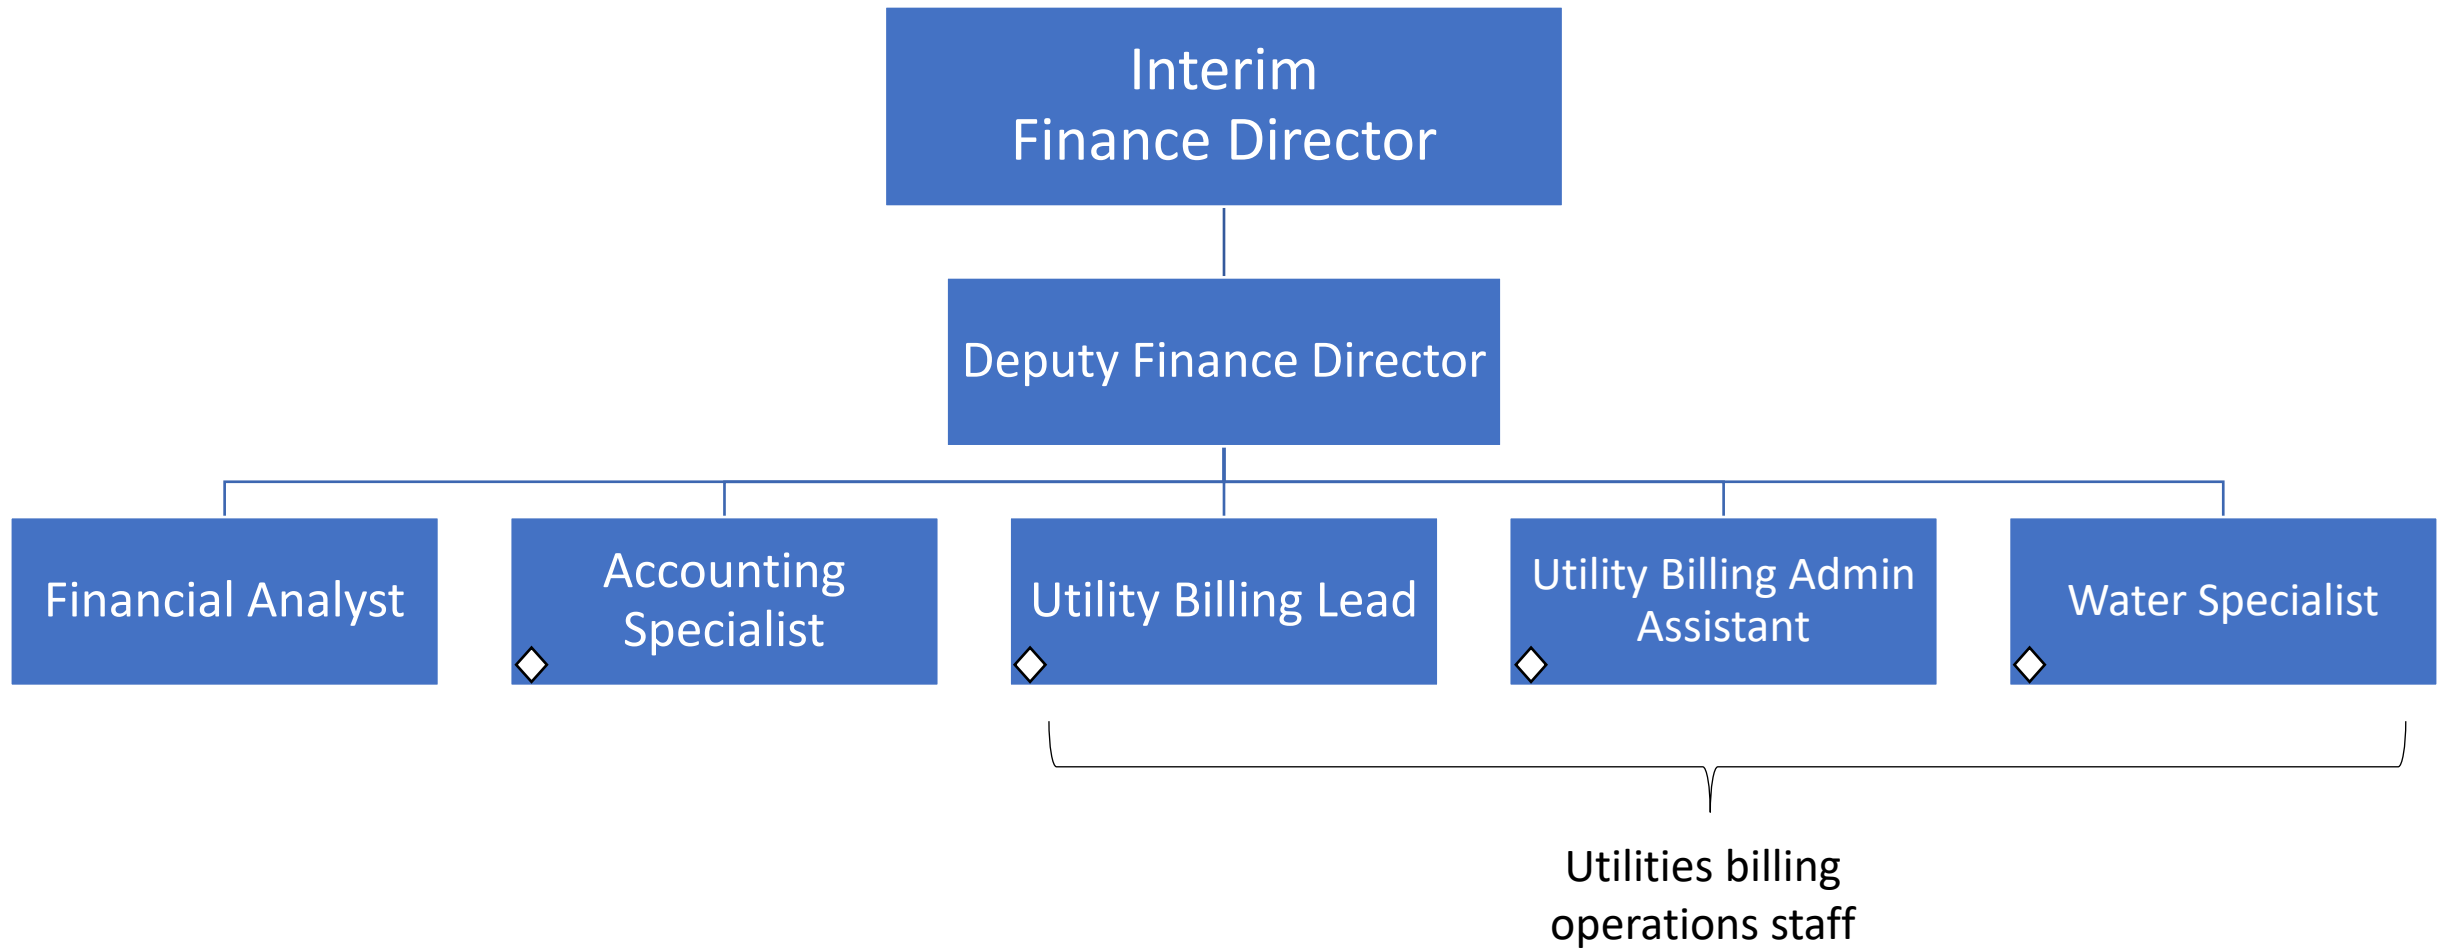 Interim
Finance Director
Deputy Finance Director
Financial Analyst
Accounting
Specialist
Utility Billing Lead
Utility Billing Admin
Assistant
Water Specialist
Utilities billing
operations staff